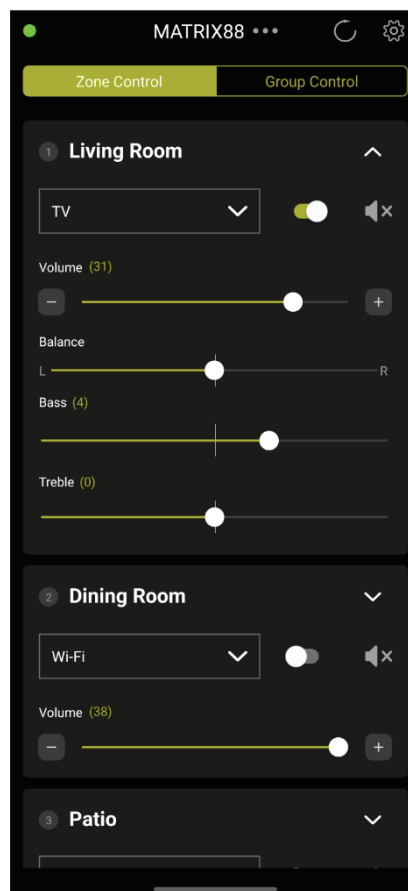 MATRIX88 •••
Zone Control Group Control
1 Living Room
TV
Volume (31)
− +
Balance
L R
Bass (4)
Treble (0)
2 Dining Room
Wi-Fi
Volume (38)
− +
3 Patio